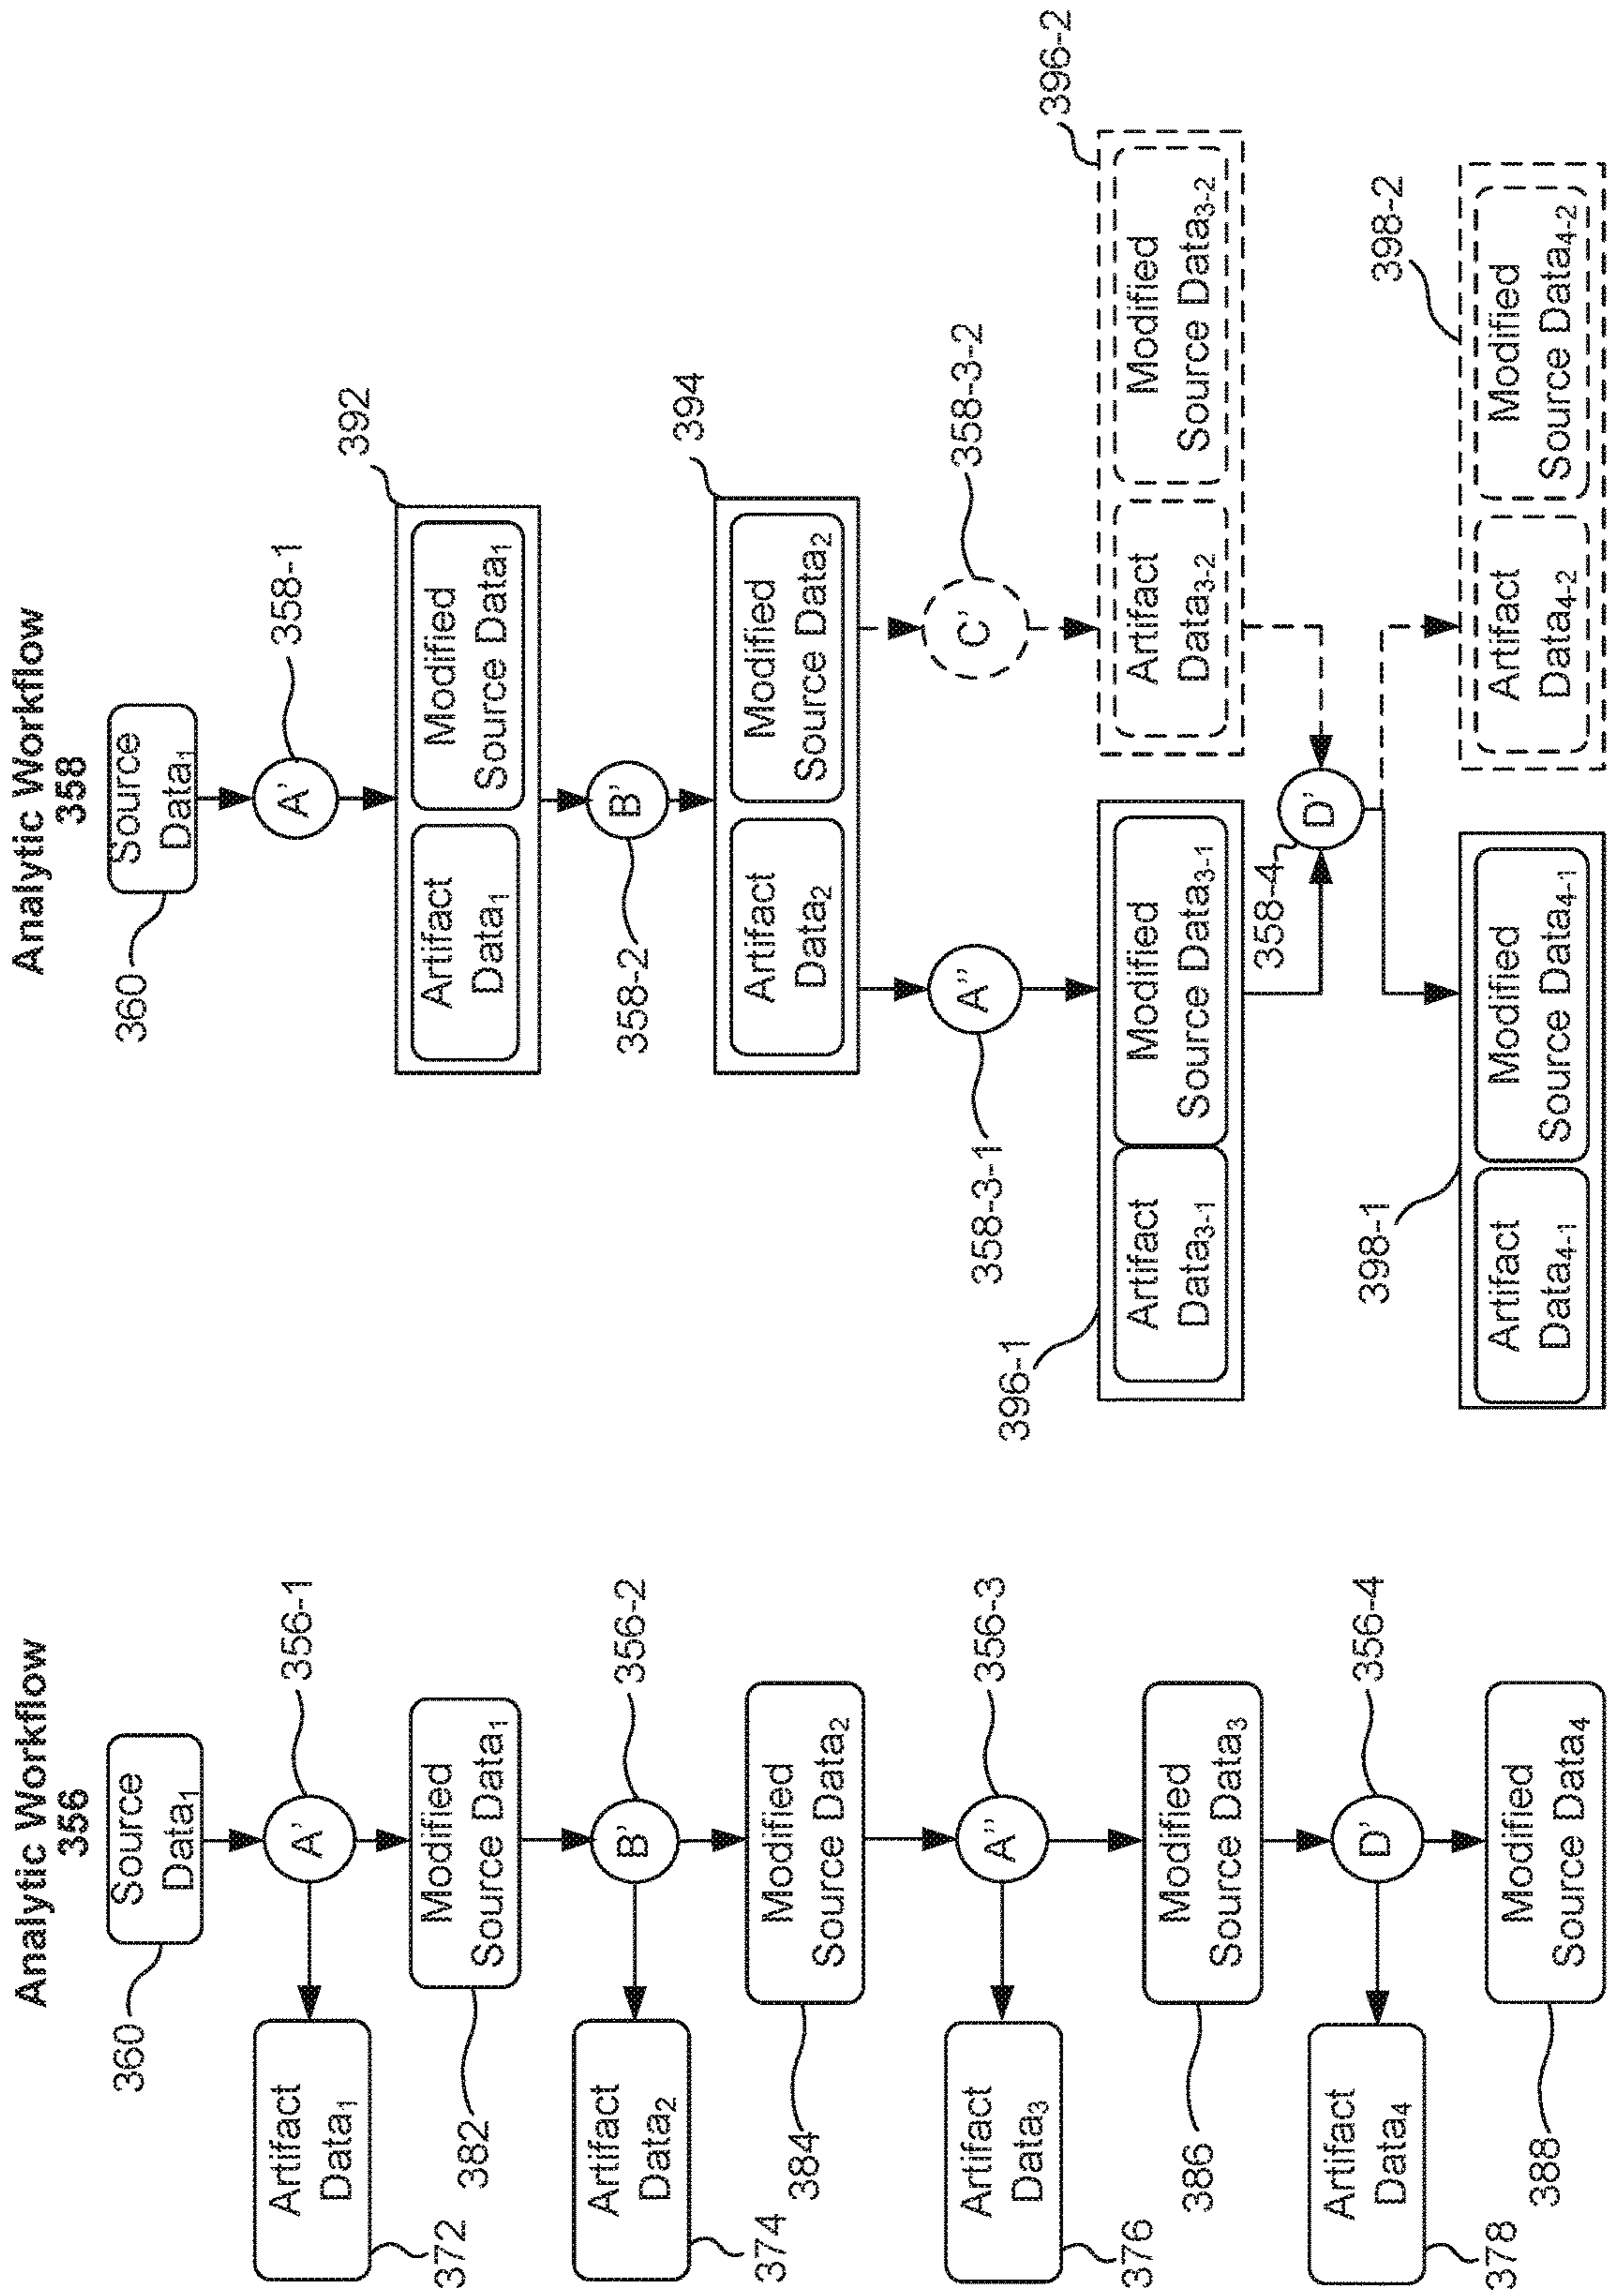 Analytic Workflow
356
Source
Data₁
360
A'
356-1
Artifact
Data₁
372
Modified
Source Data₁
382
B'
356-2
Artifact
Data₂
374
Modified
Source Data₂
384
A''
356-3
Artifact
Data₃
376
Modified
Source Data₃
386
D'
356-4
Artifact
Data₄
378
Modified
Source Data₄
388
Analytic Workflow
358
Source
Data₁
360
A'
358-1
392
Artifact
Data₁
Modified
Source Data₁
B'
358-2
394
Artifact
Data₂
Modified
Source Data₂
A''
358-3-1
C'
358-3-2
396-1
Artifact
Data₃₋₁
Modified
Source Data₃₋₁
396-2
Artifact
Data₃₋₂
Modified
Source Data₃₋₂
358-4
D'
398-1
Artifact
Data₄₋₁
Modified
Source Data₄₋₁
398-2
Artifact
Data₄₋₂
Modified
Source Data₄₋₂